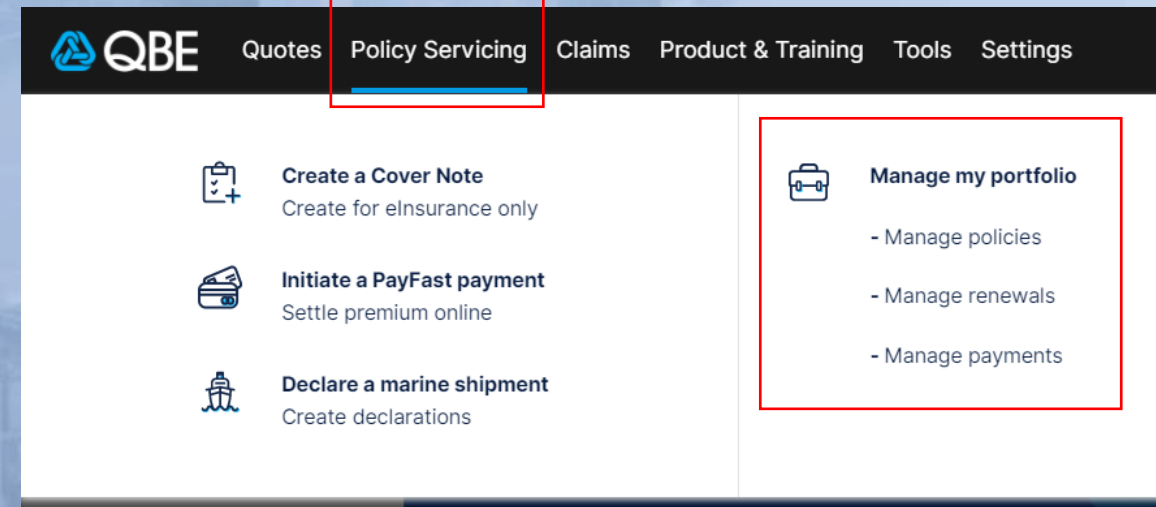 QBE Quotes Policy Servicing Claims Product & Training Tools Settings
Create a Cover Note
Create for eInsurance only
Initiate a PayFast payment
Settle premium online
Declare a marine shipment
Create declarations
Manage my portfolio
- Manage policies
- Manage renewals
- Manage payments